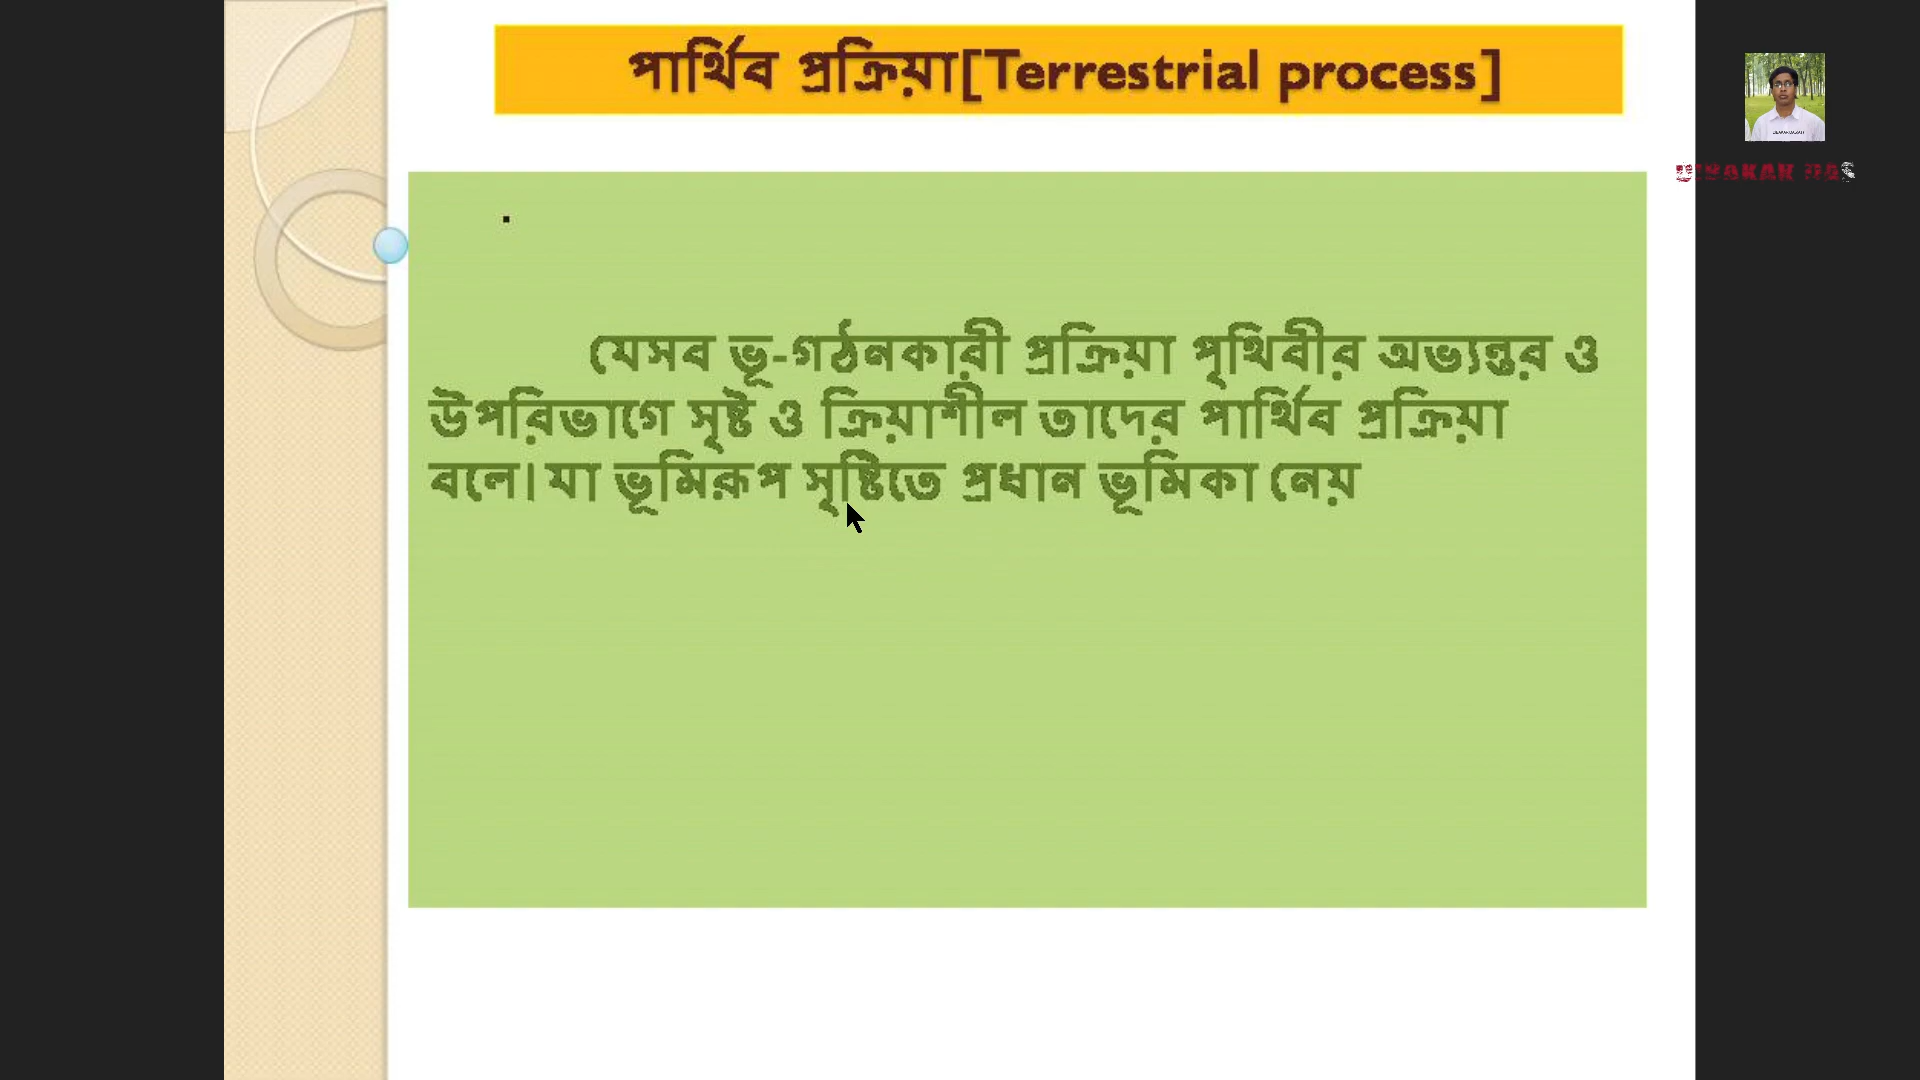 পার্থিব প্রক্রিয়া[Terrestrial process]
যেসব ভূ-গঠনকারী প্রক্রিয়া পৃথিবীর অভ্যন্তর ও
উপরিভাগে সৃষ্ট ও ক্রিয়াশীল তাদের পার্থিব প্রক্রিয়া
বলে। যা ভূমিরূপ সৃষ্টিতে প্রধান ভূমিকা নেয়